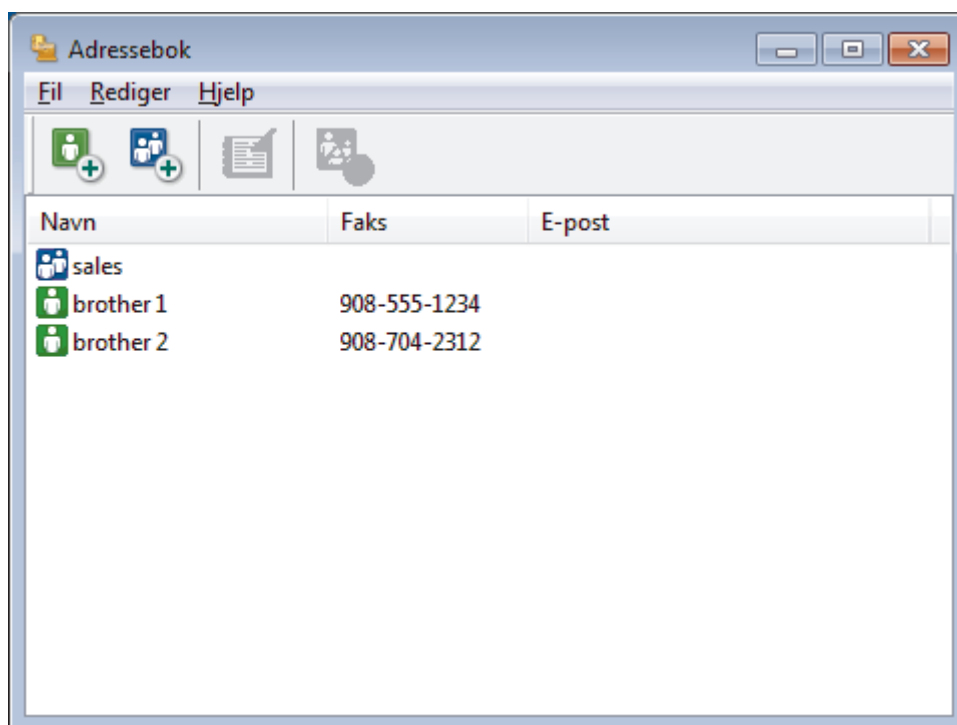 Adressebok
Fil Rediger Hjelp
Navn Faks E-post
sales
brother 1 908-555-1234
brother 2 908-704-2312